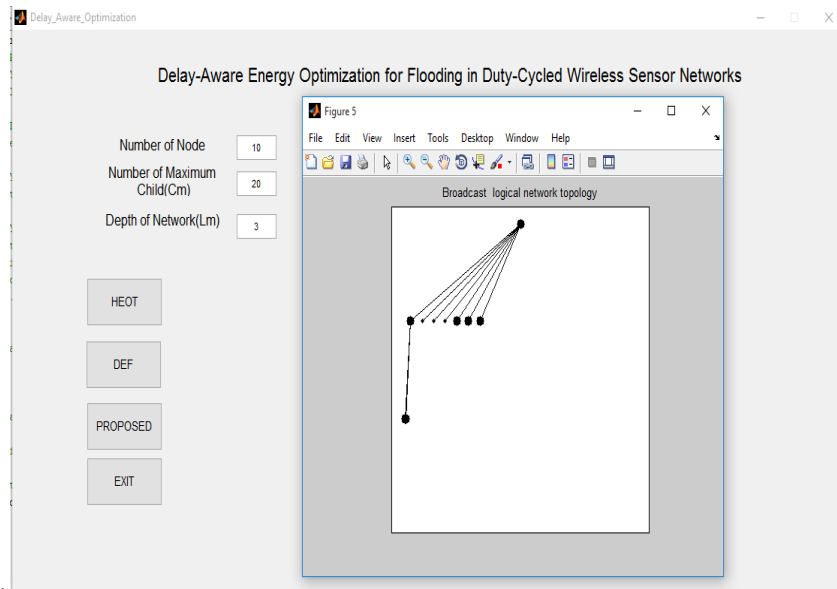 Delay_Aware_Optimization
Delay-Aware Energy Optimization for Flooding in Duty-Cycled Wireless Sensor Networks
Number of Node
10
Number of Maximum
Child(Cm)
20
Depth of Network(Lm)
3
HEOT
DEF
PROPOSED
EXIT
Figure 5
File Edit View Insert Tools Desktop Window Help
Broadcast logical network topology